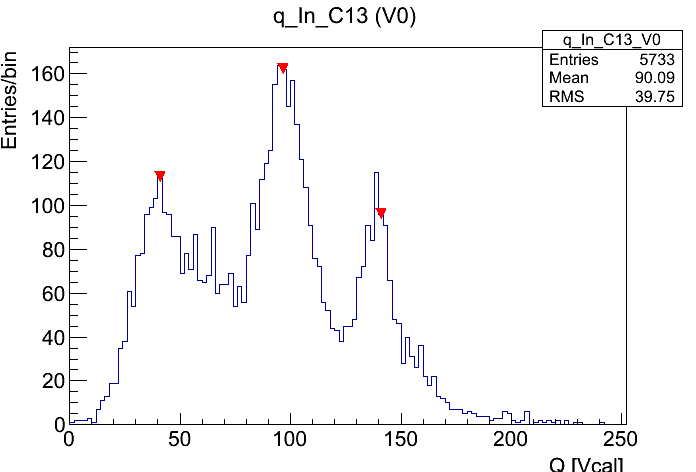 q_In_C13 (V0)
q_In_C13_V0
Entries 5733
Mean 90.09
RMS 39.75
Entries/bin
160
140
120
100
80
60
40
20
0
0 50 100 150 200 250
Q [Vcal]